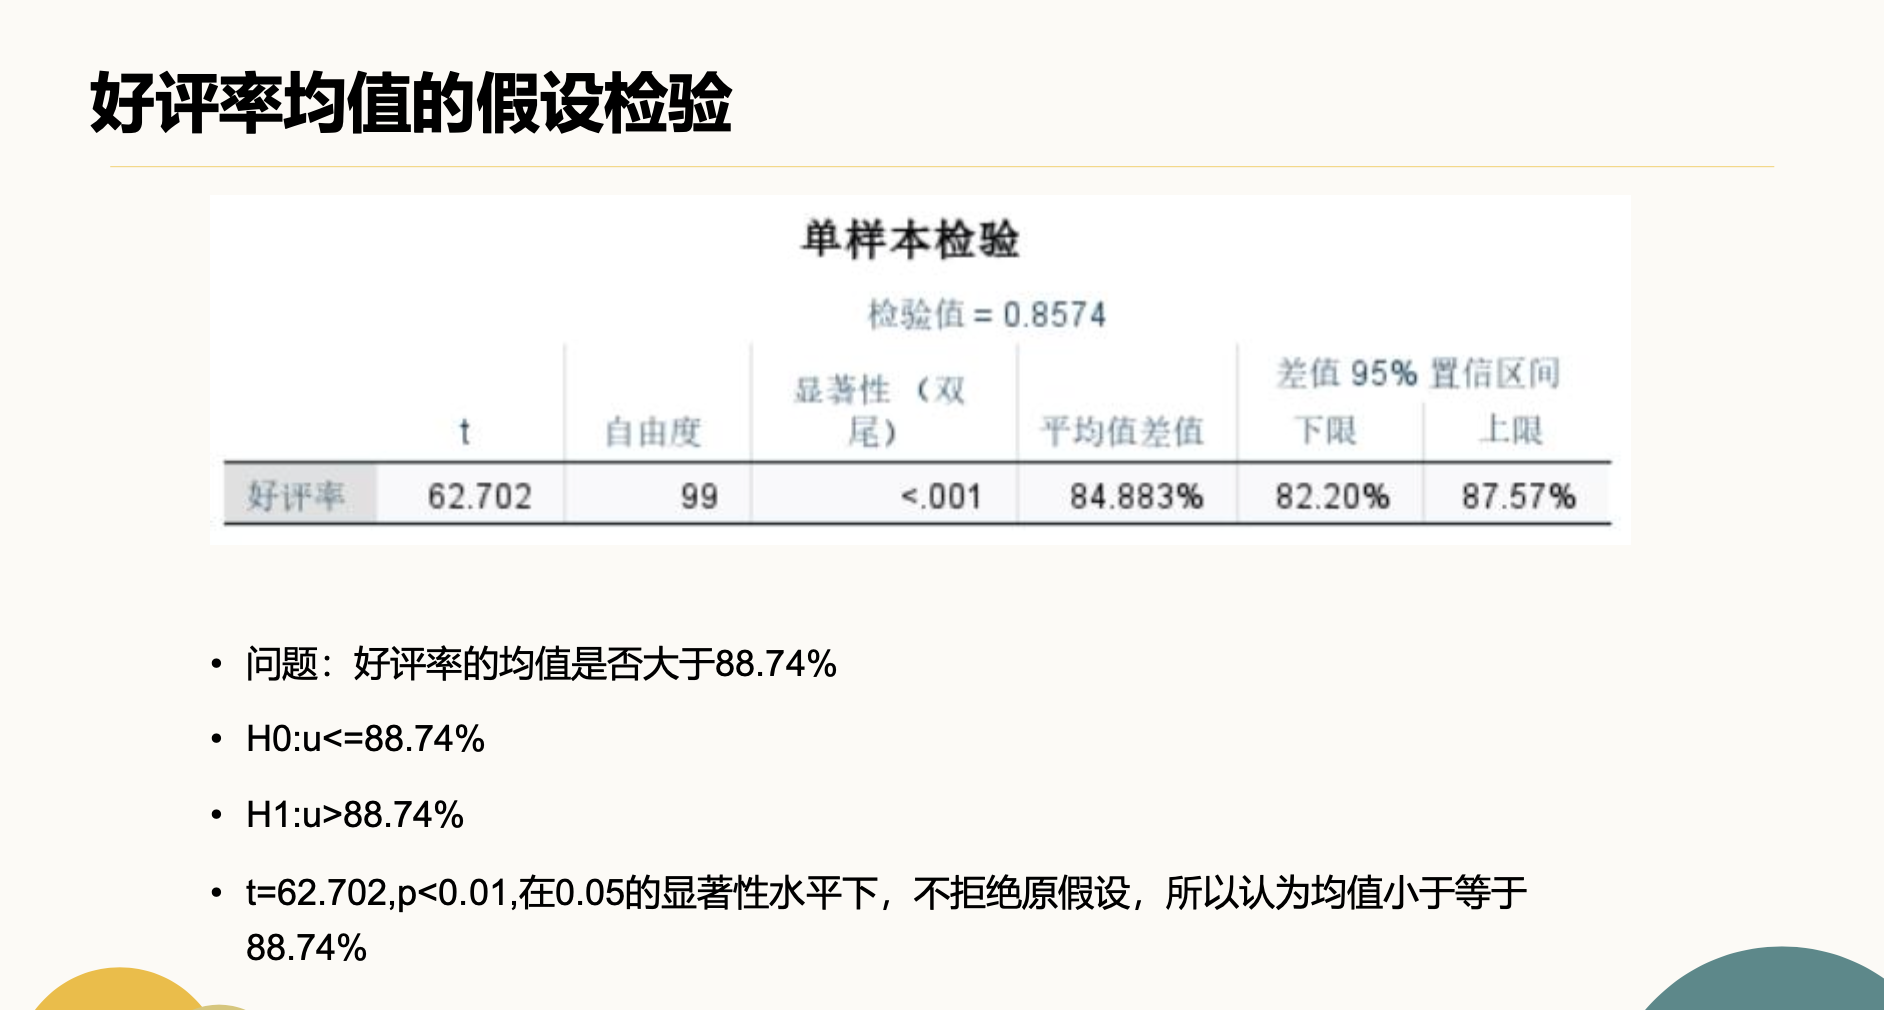 好评率均值的假设检验
单样本检验
检验值 = 0.8574
差值 95% 置信区间
t 自由度 显著性 （双尾） 平均值差值 下限 上限
好评率 62.702 99 <.001 84.883% 82.20% 87.57%
• 问题：好评率的均值是否大于88.74%
• H0:u<=88.74%
• H1:u>88.74%
• t=62.702,p<0.01,在0.05的显著性水平下，不拒绝原假设，所以认为均值小于等于
88.74%